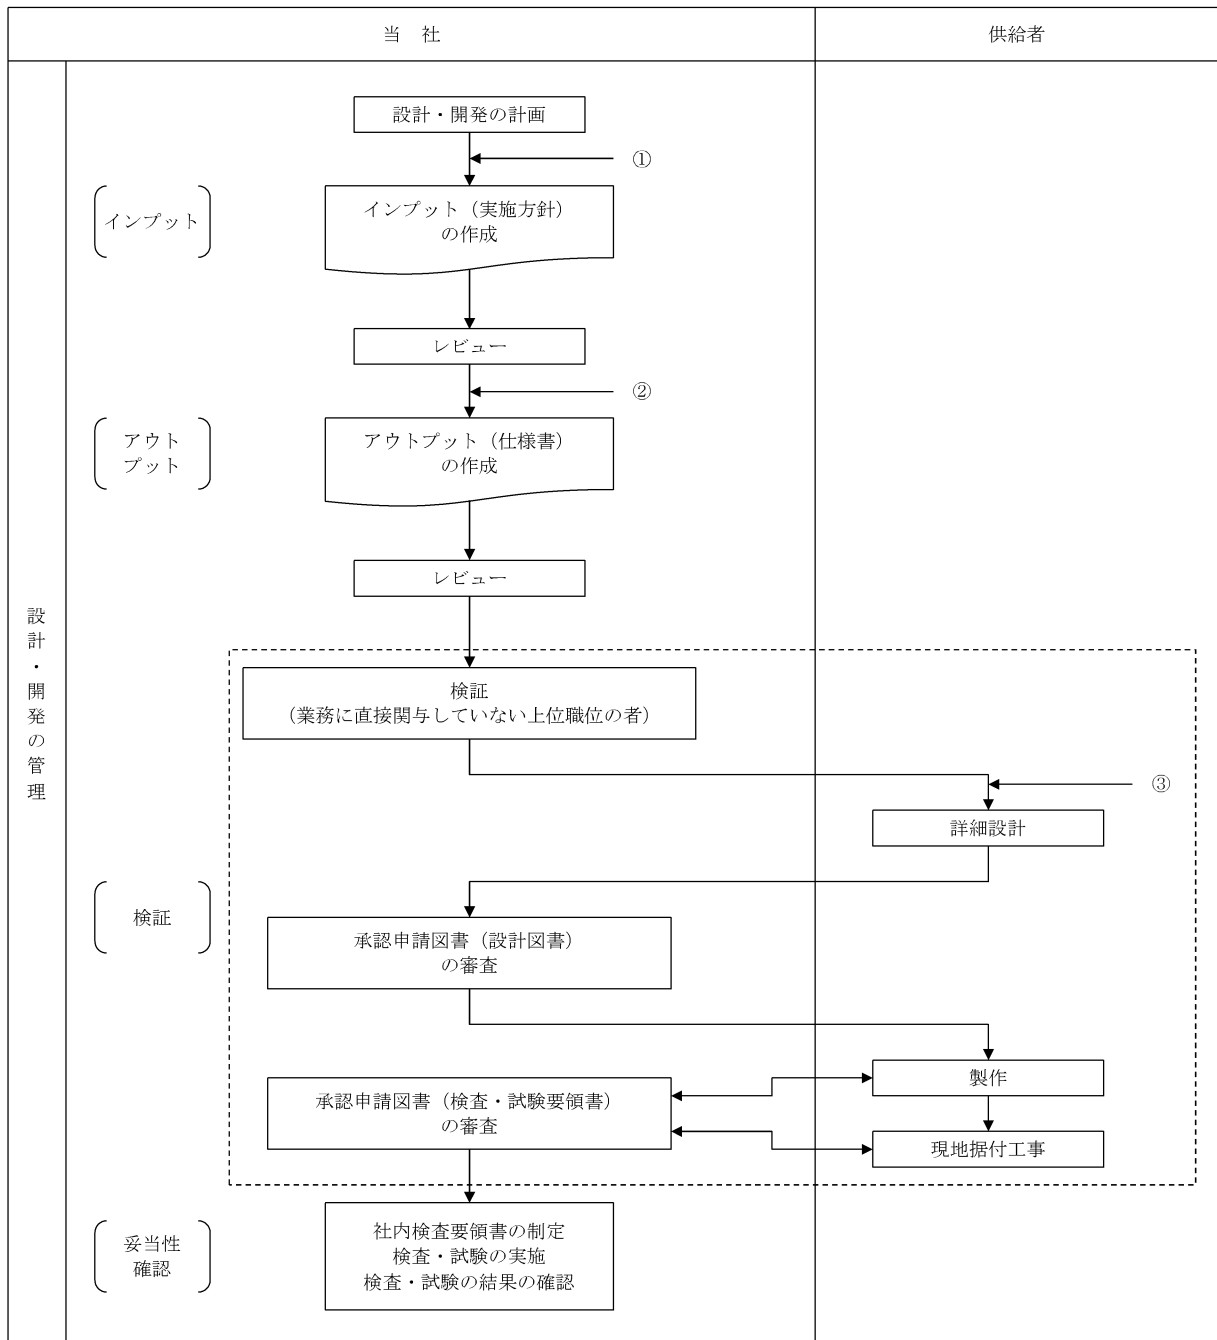 当　社
供給者
設計・開発の管理
設計・開発の計画
①
インプット
インプット（実施方針）
の作成
レビュー
②
アウト
プット
アウトプット（仕様書）
の作成
レビュー
検証
（業務に直接関与していない上位職位の者）
③
詳細設計
検証
承認申請図書（設計図書）
の審査
製作
承認申請図書（検査・試験要領書）
の審査
現地据付工事
妥当性
確認
社内検査要領書の制定
検査・試験の実施
検査・試験の結果の確認